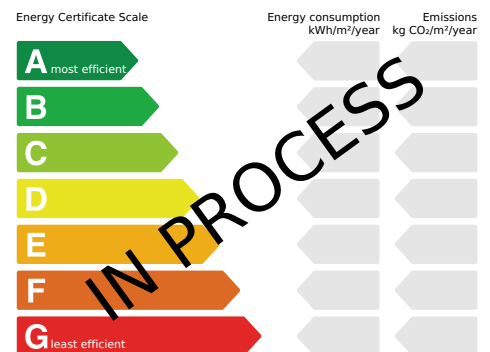 Energy Certificate Scale
Energy consumption
kWh/m²/year
Emissions
kg CO₂/m²/year
A most efficient
B
C
D
E
F
G least efficient
IN PROCESS